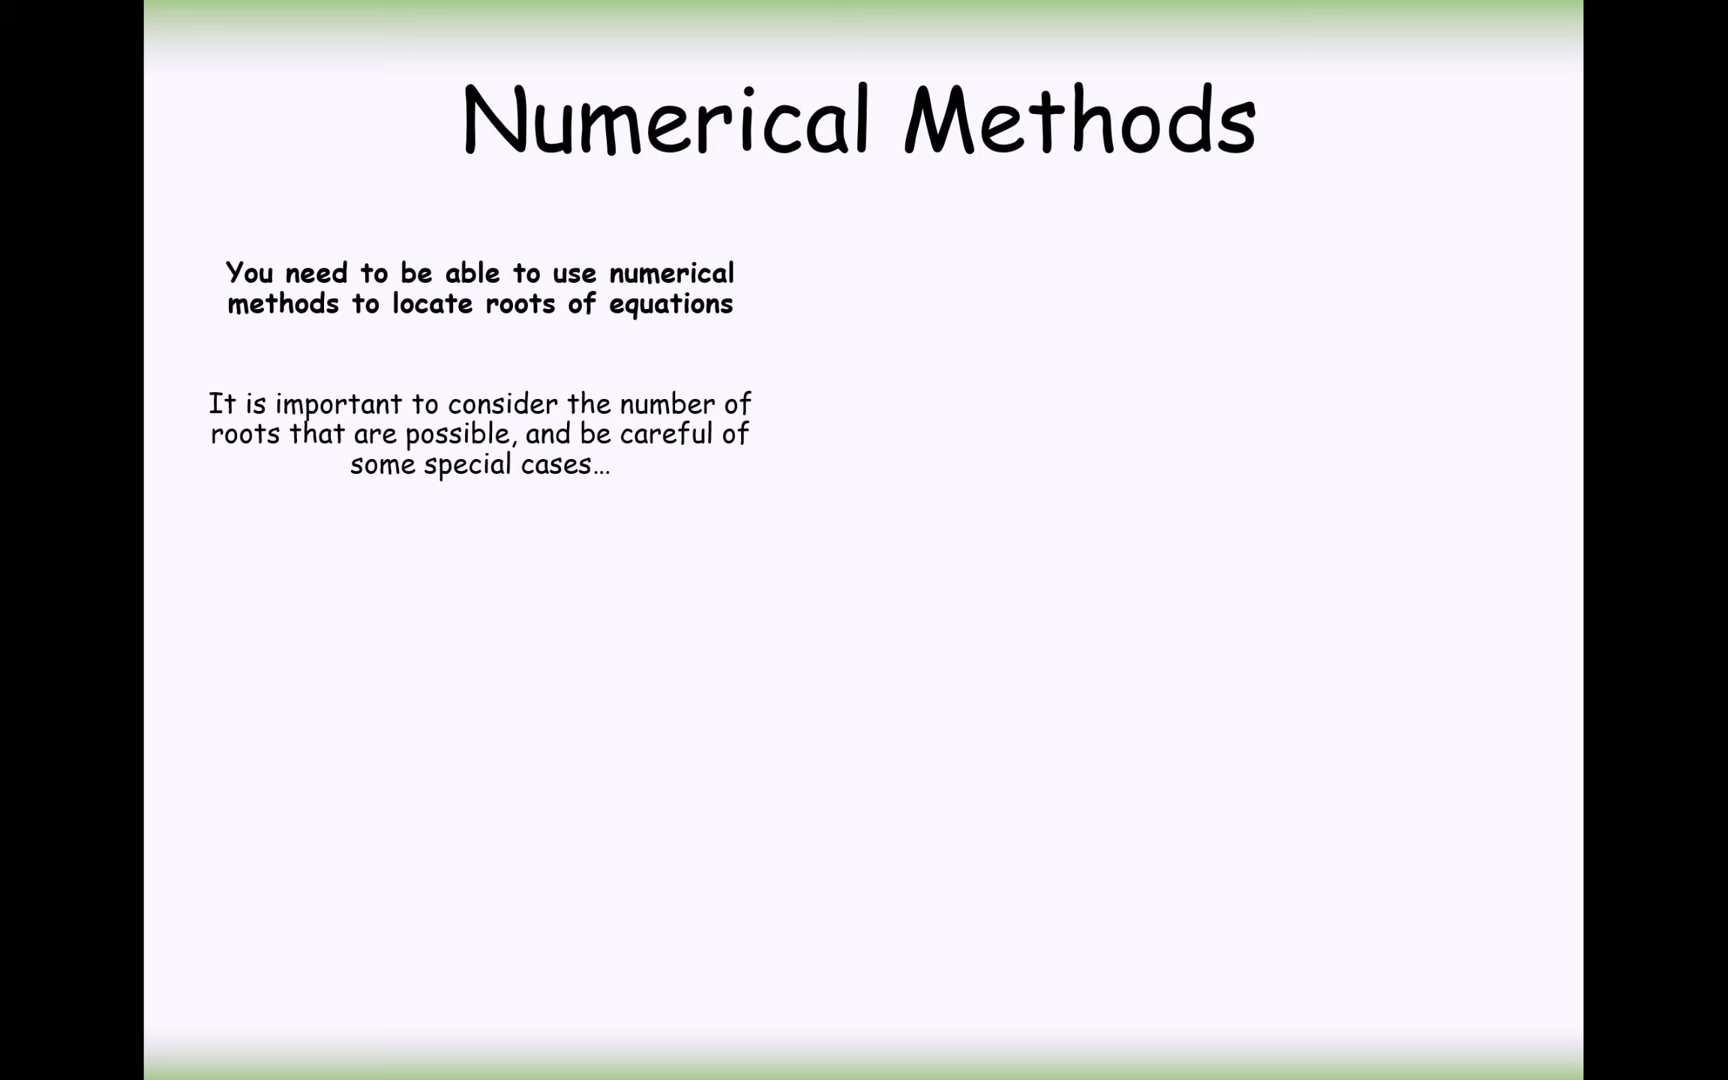 Numerical Methods
You need to be able to use numerical
methods to locate roots of equations
It is important to consider the number of
roots that are possible, and be careful of
some special cases…